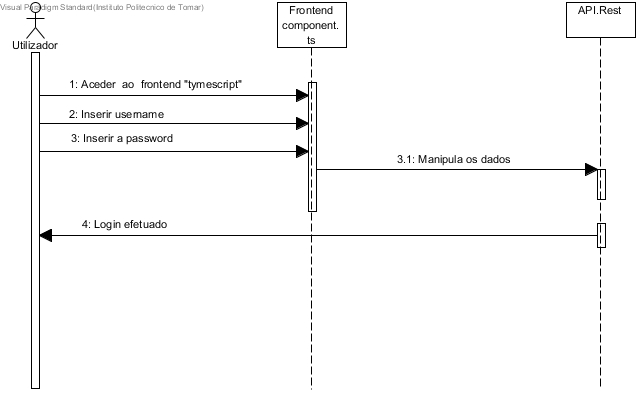 Visual Paradigm Standard(Instituto Politecnico de Tomar)
Utilizador
Frontend
component.
ts
API.Rest
1: Aceder ao frontend "tymescript"
2: Inserir username
3: Inserir a password
3.1: Manipula os dados
4: Login efetuado